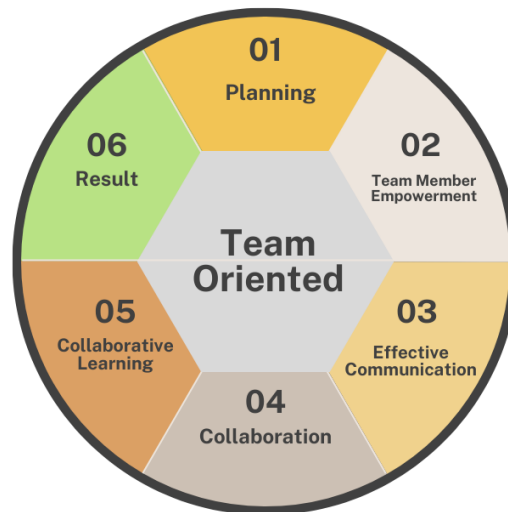 01
Planning
02
Team Member
Empowerment
03
Effective
Communication
04
Collaboration
05
Collaborative
Learning
06
Result
Team
Oriented